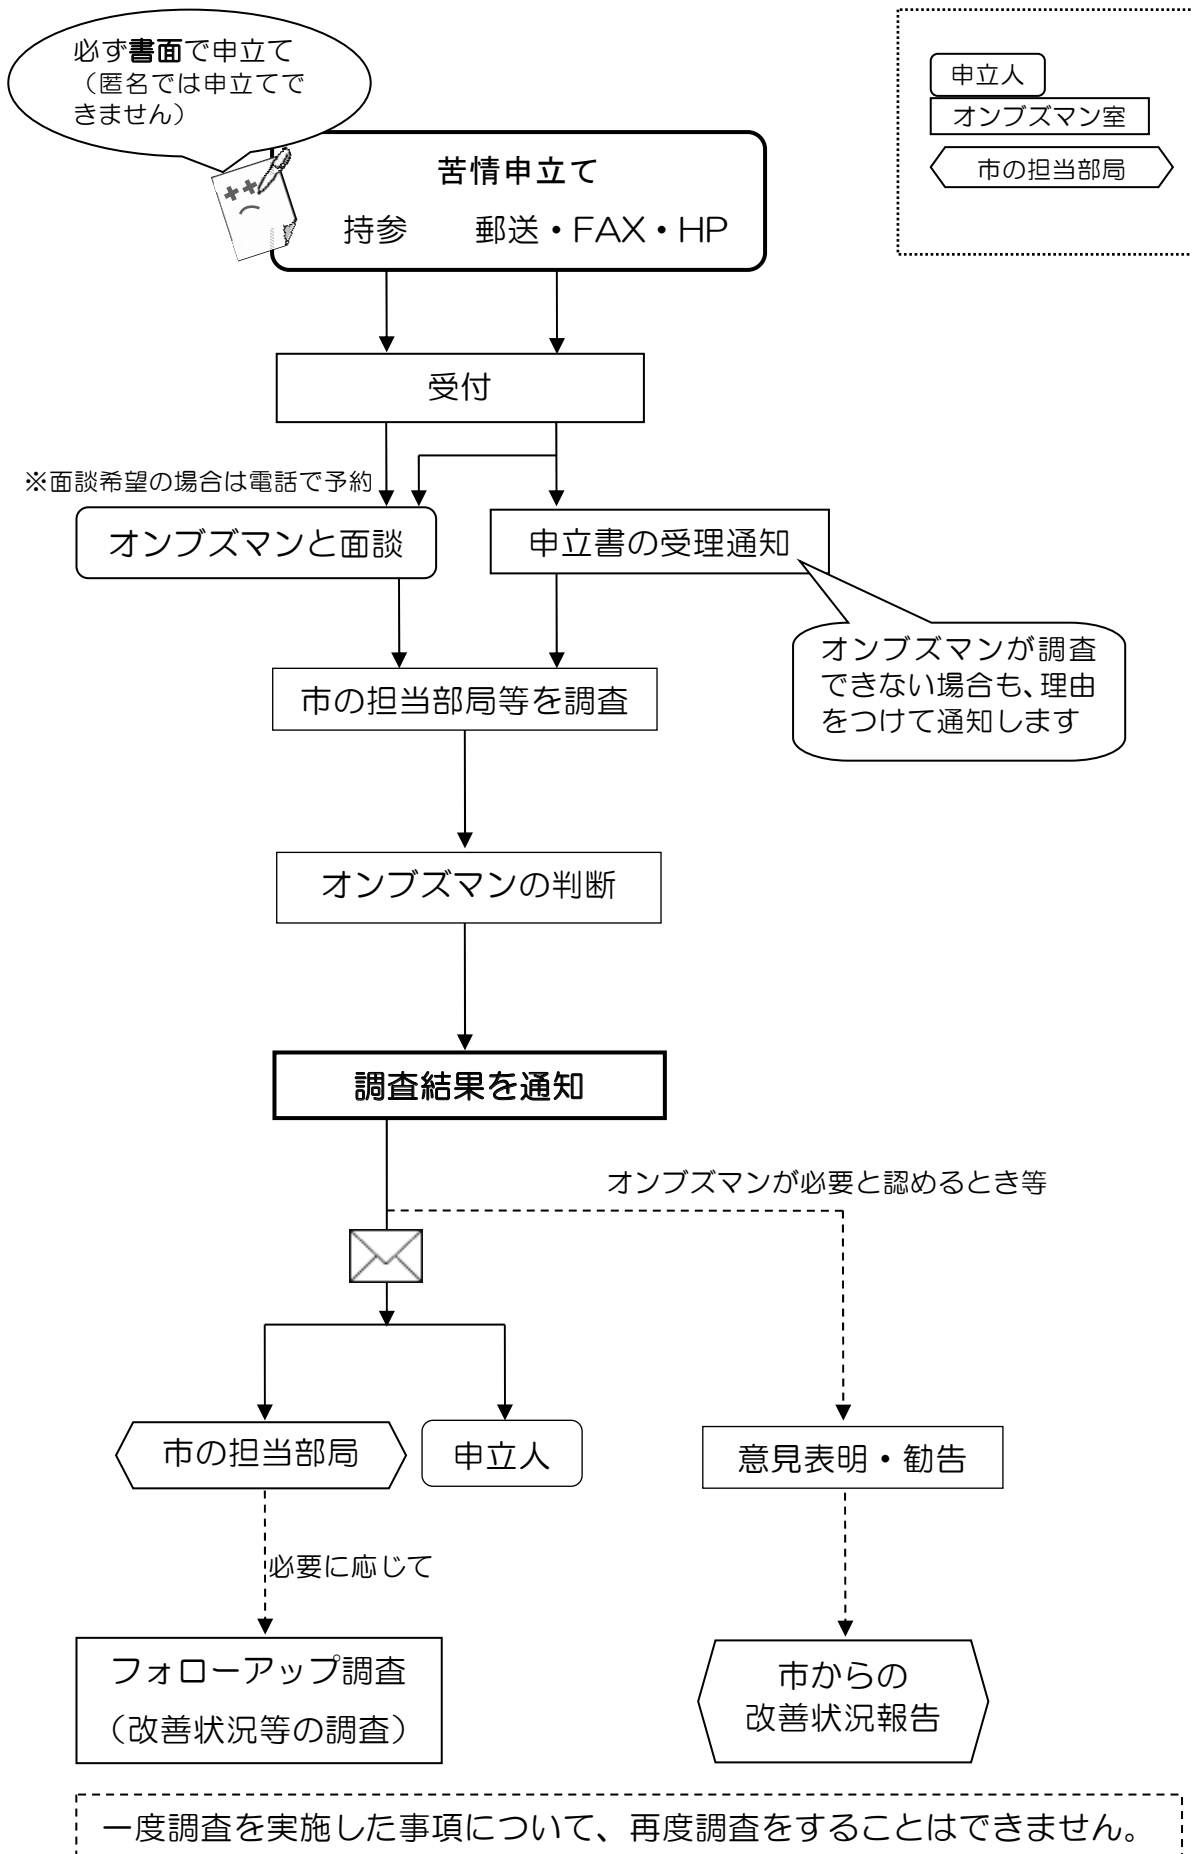 必ず書面で申立て
（匿名では申立てで
きません）
申立人
オンブズマン室
市の担当部局
苦情申立て
持参　郵送・FAX・HP
受付
※面談希望の場合は電話で予約
オンブズマンと面談
申立書の受理通知
オンブズマンが調査
できない場合も、理由
をつけて通知します
市の担当部局等を調査
オンブズマンの判断
調査結果を通知
オンブズマンが必要と認めるとき等
市の担当部局
申立人
意見表明・勧告
必要に応じて
フォローアップ調査
（改善状況等の調査）
市からの
改善状況報告
一度調査を実施した事項について、再度調査をすることはできません。